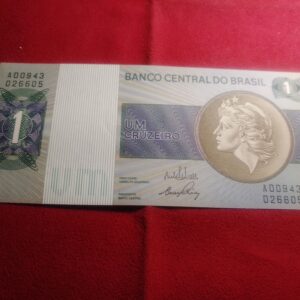 A00943
026605
BANCO CENTRAL DO BRASIL
1
1
UM
CRUZEIRO
um
A00943
026605